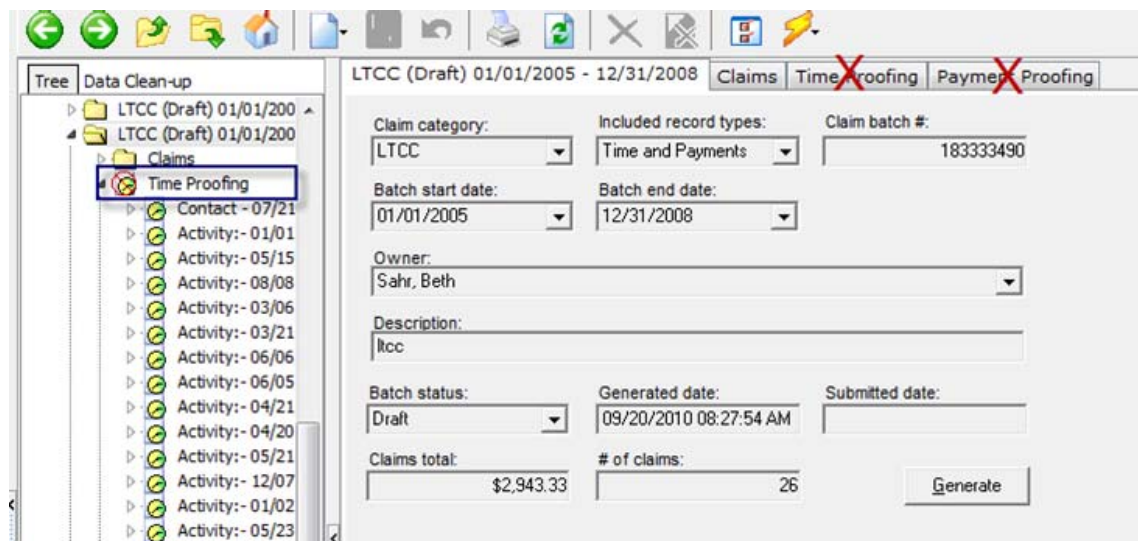 Tree Data Clean-up
LTCC (Draft) 01/01/200
LTCC (Draft) 01/01/200
Claims
Time Proofing
Contact - 07/21
Activity:- 01/01
Activity:- 05/15
Activity:- 08/08
Activity:- 03/06
Activity:- 03/21
Activity:- 06/06
Activity:- 06/05
Activity:- 04/21
Activity:- 04/20
Activity:- 05/21
Activity:- 12/07
Activity:- 01/02
Activity:- 05/23
LTCC (Draft) 01/01/2005 - 12/31/2008 Claims Time Proofing Payment Proofing
Claim category: Included record types: Claim batch #:
LTCC Time and Payments 183333490
Batch start date: Batch end date:
01/01/2005 12/31/2008
Owner:
Sahr, Beth
Description:
ltcc
Batch status: Generated date: Submitted date:
Draft 09/20/2010 08:27:54 AM
Claims total: # of claims:
$2,943.33 26 Generate